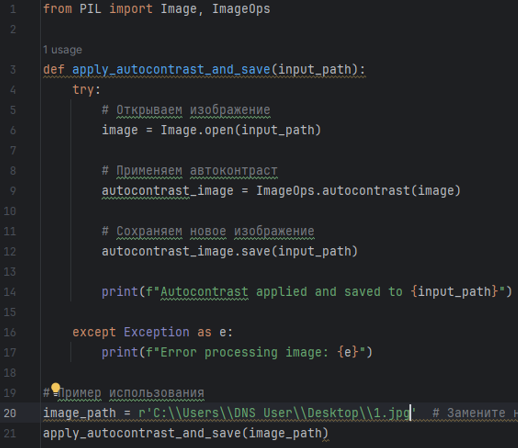 1 from PIL import Image, ImageOps
2
1 usage
3 def apply_autocontrast_and_save(input_path):
4 try:
5 # Открываем изображение
6 image = Image.open(input_path)
7
8 # Применяем автоконтраст
9 autocontrast_image = ImageOps.autocontrast(image)
10
11 # Сохраняем новое изображение
12 autocontrast_image.save(input_path)
13
14 print(f"Autocontrast applied and saved to {input_path}")
15
16 except Exception as e:
17 print(f"Error processing image: {e}")
18
19 # Пример использования
20 image_path = r'C:\\Users\\DNS User\\Desktop\\1.jpg' # Замените н
21 apply_autocontrast_and_save(image_path)